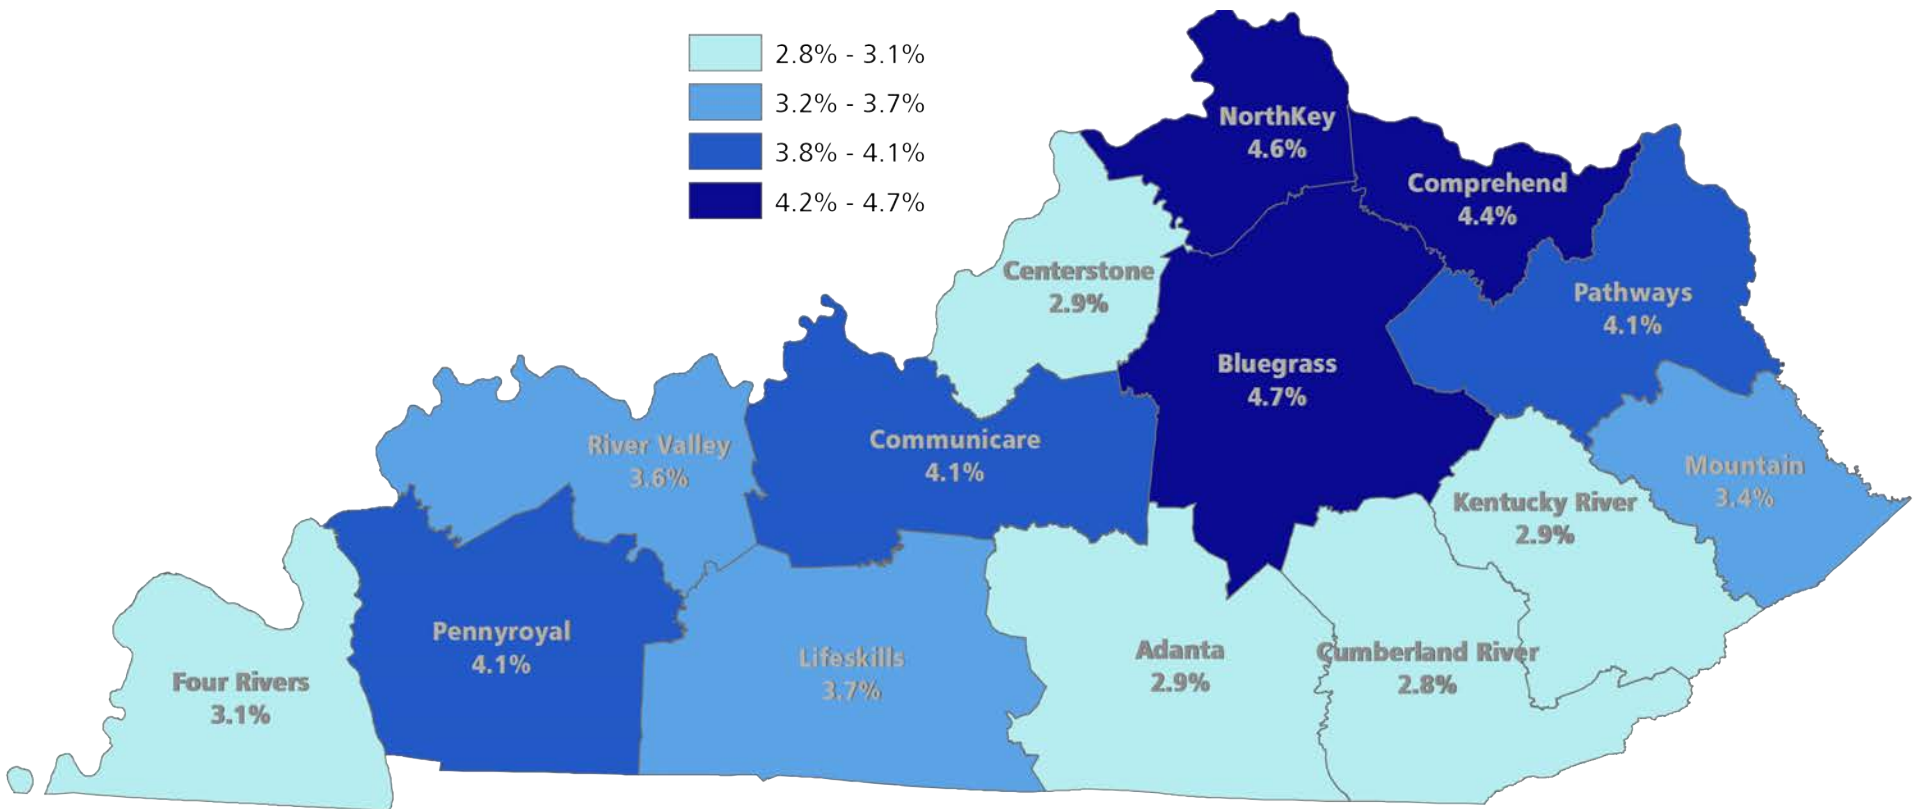 2.8% - 3.1%
3.2% - 3.7%
3.8% - 4.1%
4.2% - 4.7%
NorthKey
4.6%
Comprehend
4.4%
Centerstone
2.9%
Pathways
4.1%
Bluegrass
4.7%
River Valley
3.6%
Communicare
4.1%
Mountain
3.4%
Kentucky River
2.9%
Pennyroyal
4.1%
Four Rivers
3.1%
Lifeskills
3.7%
Adanta
2.9%
Cumberland River
2.8%